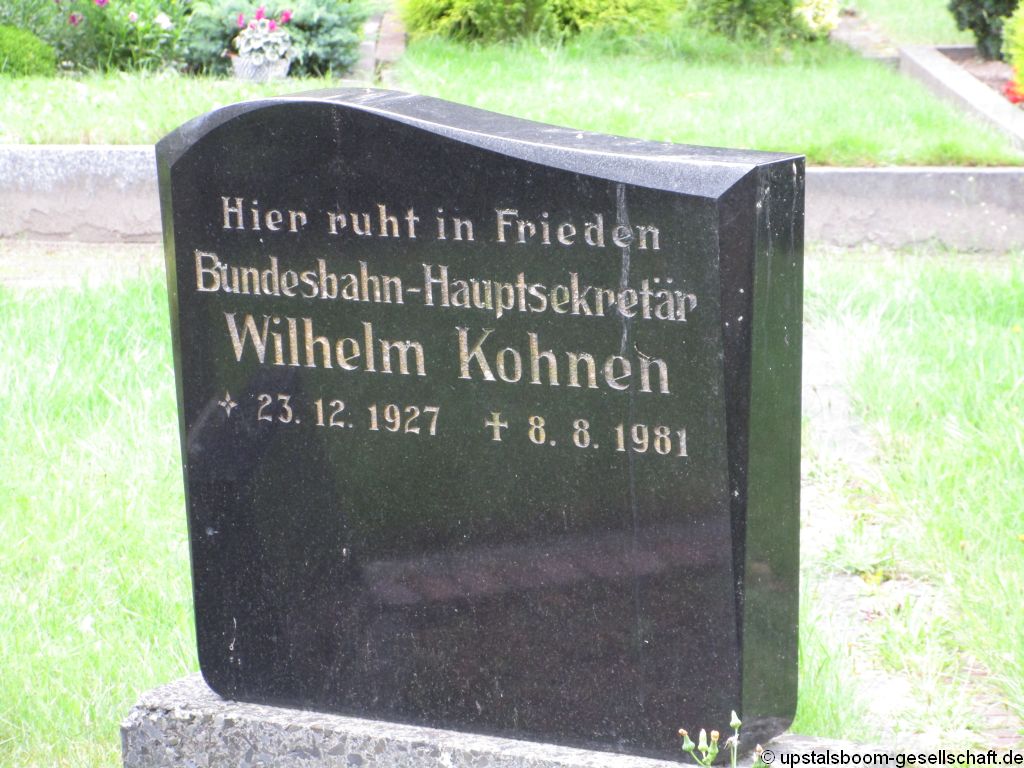 Hier ruht in Frieden
Bundesbahn-Hauptsekretär
Wilhelm Kohnen
✧ 23. 12. 1927 ✝ 8. 8. 1981
© upstalsboom-gesellschaft.de